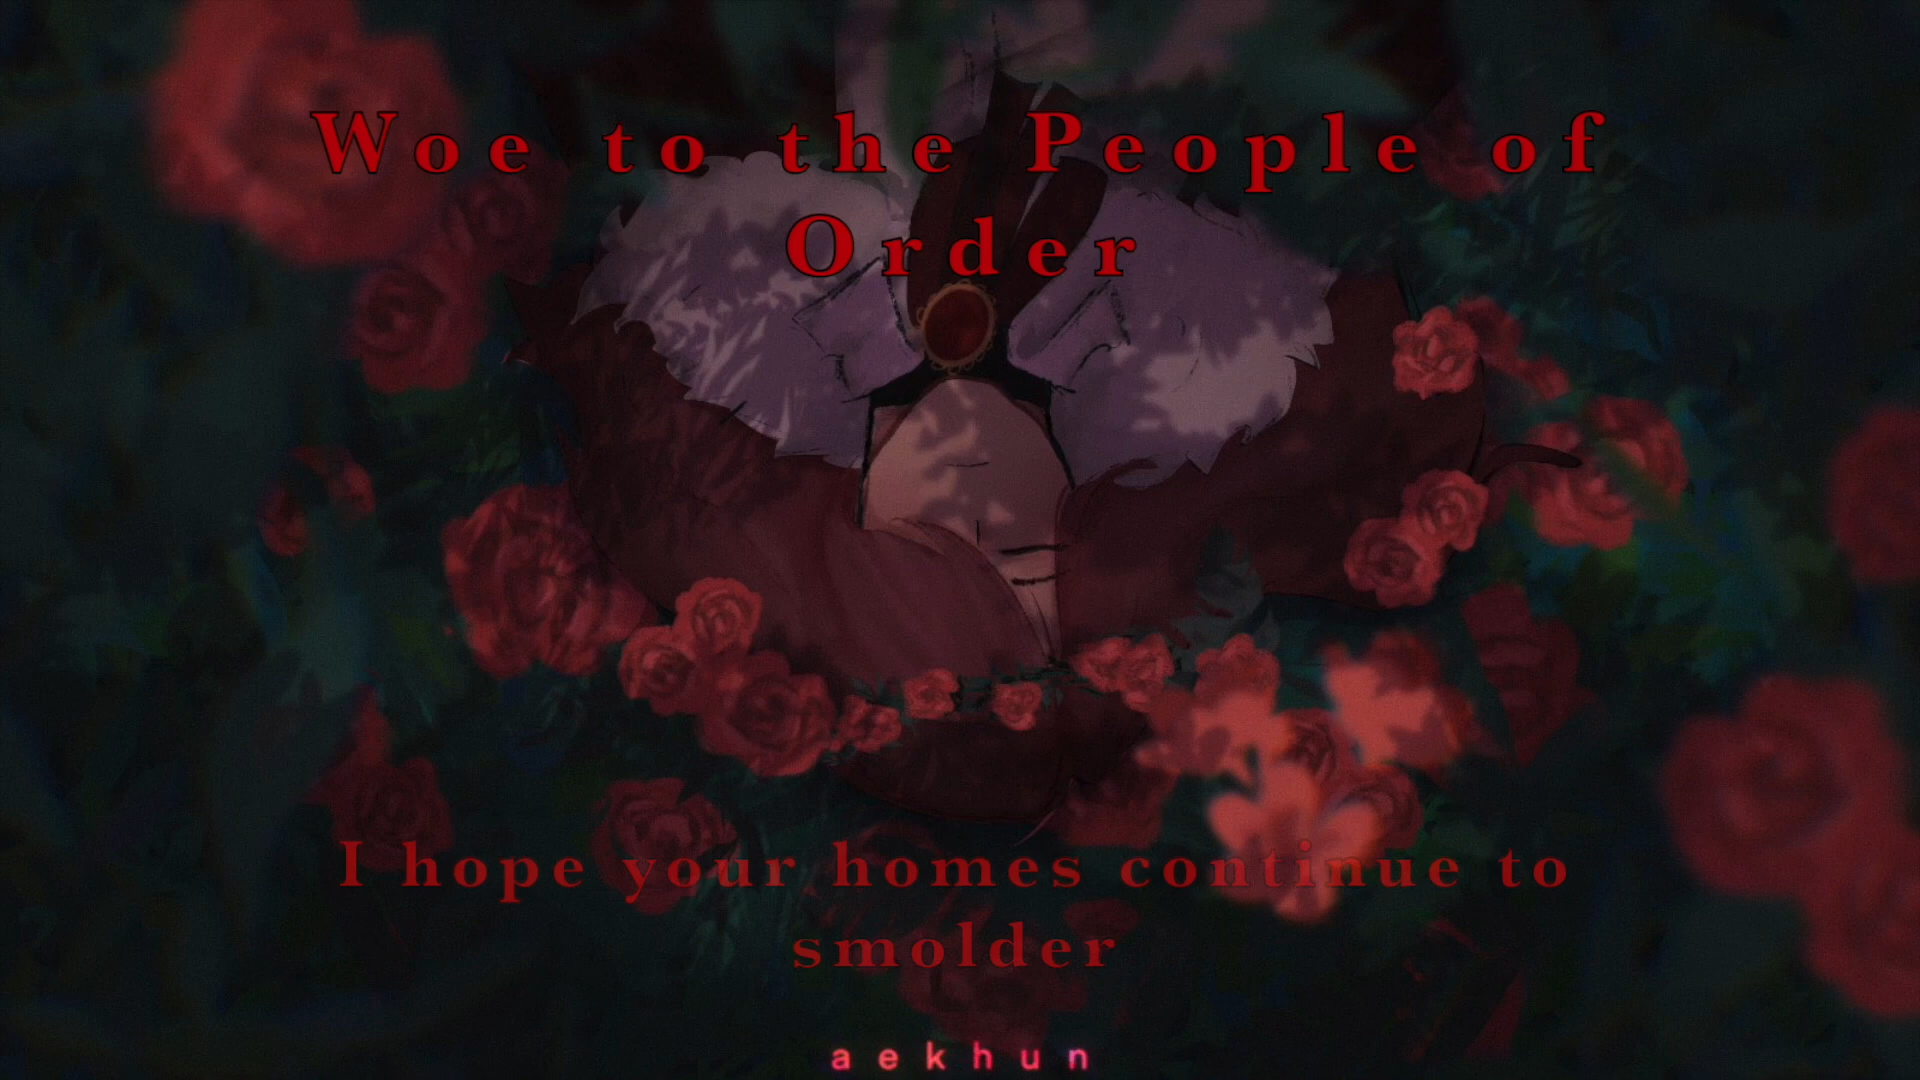 Woe to the People of
Order
I hope your homes continue to
smolder
aekhun